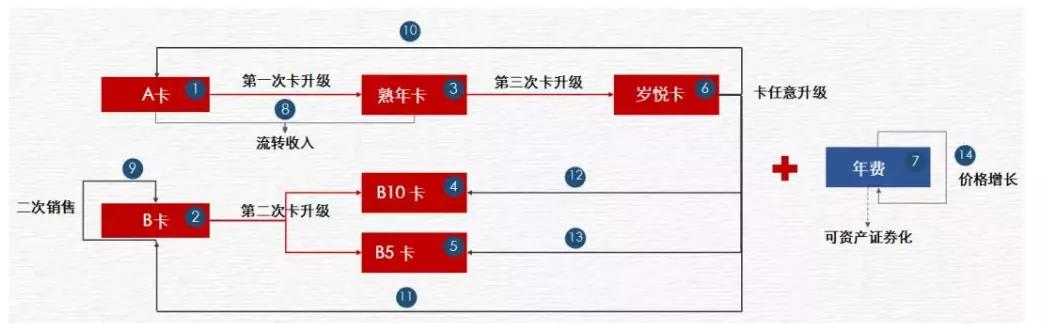 10
A卡 1
第一次卡升级
熟年卡 3
第三次卡升级
岁悦卡 6
卡任意升级
8
流转收入
年费 7
14
价格增长
可资产证券化
9
二次销售
B卡 2
第二次卡升级
B10 卡 4
12
B5 卡 5
13
11